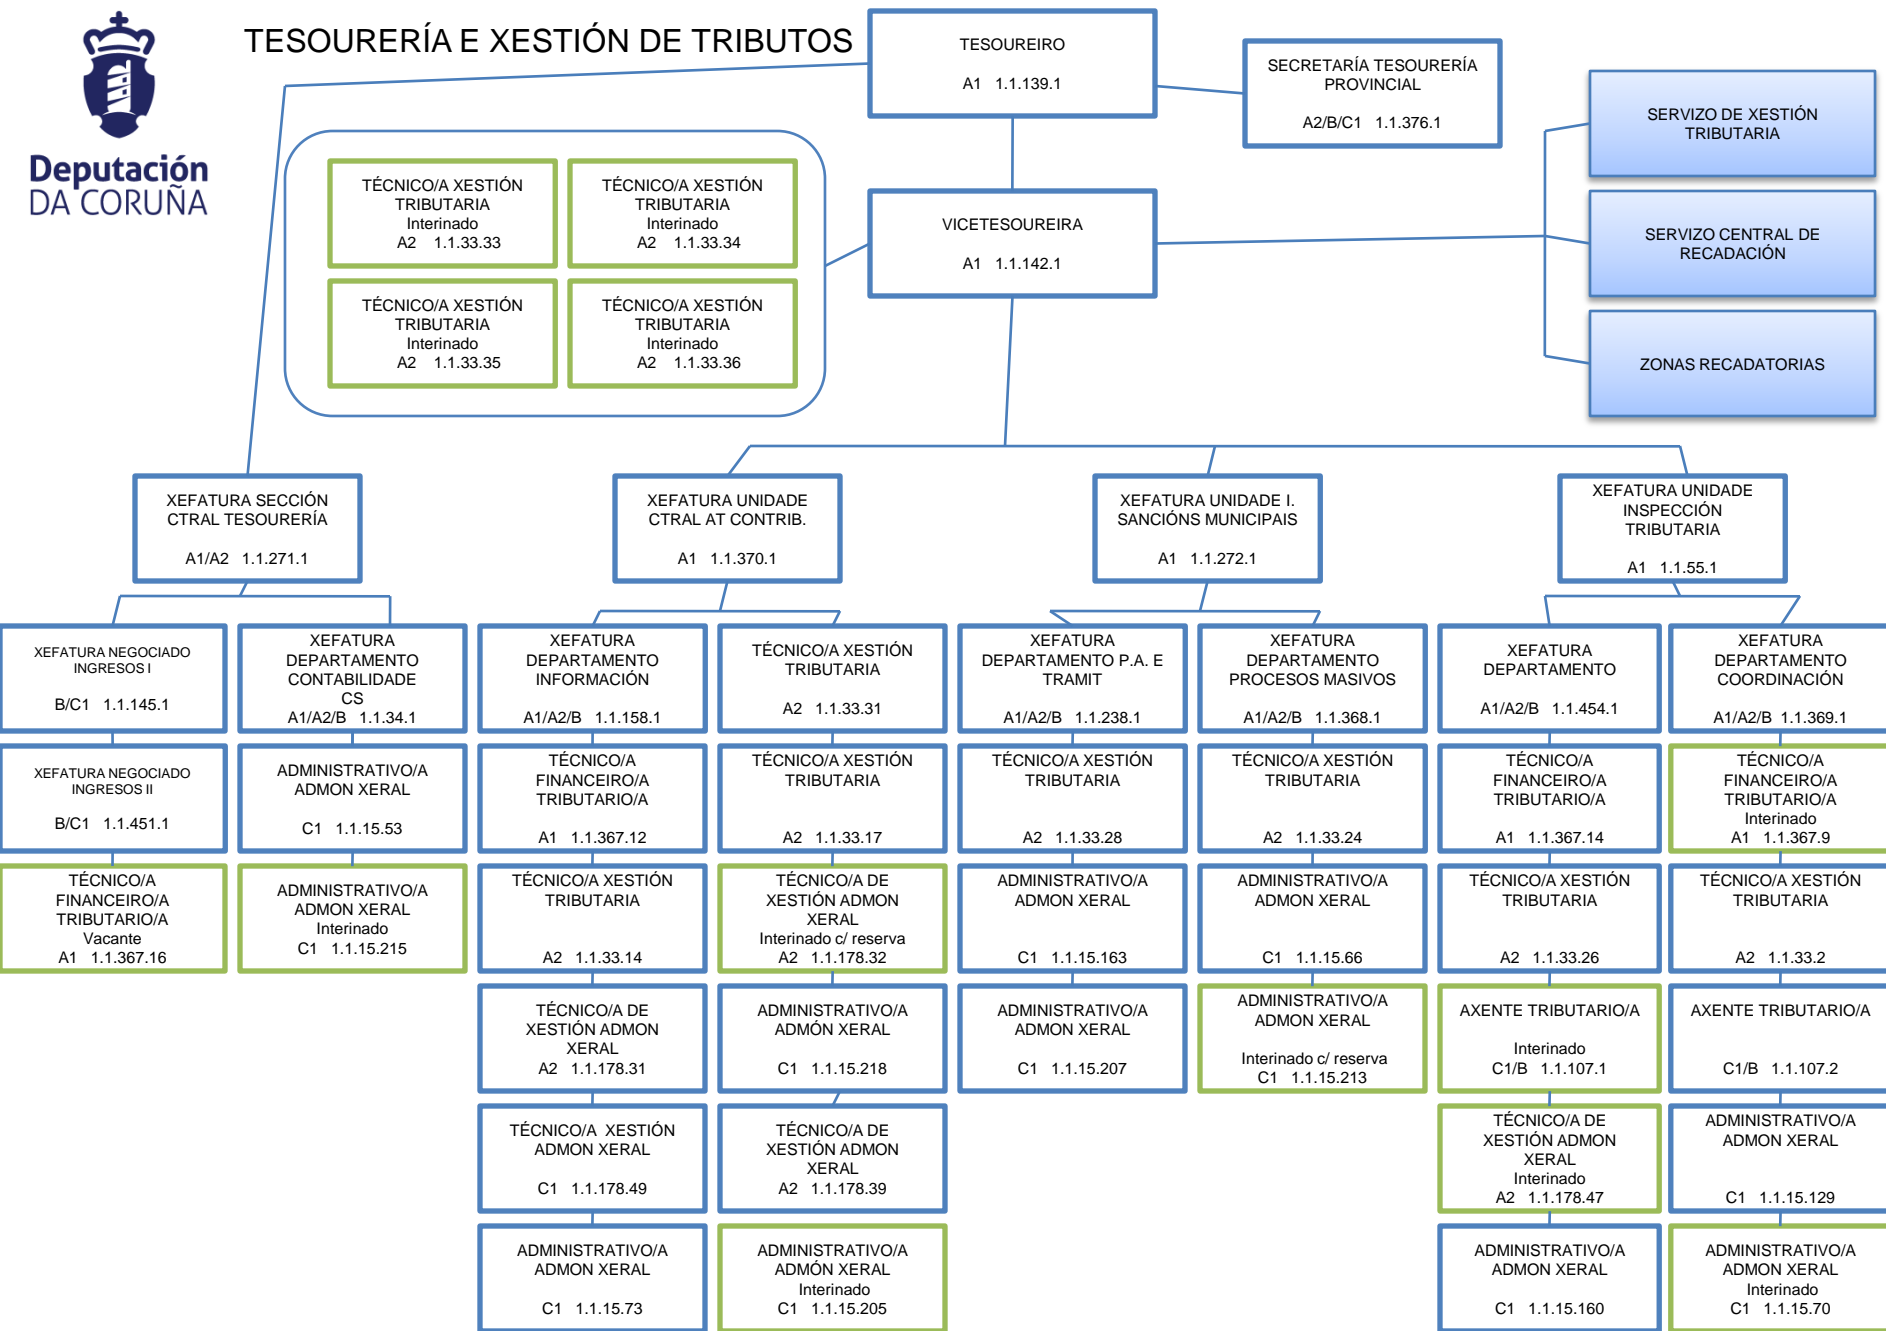 Deputación
DA CORUÑA
TESOURERÍA E XESTIÓN DE TRIBUTOS
TESOUREIRO
A1 1.1.139.1
SECRETARÍA TESOURERÍA
PROVINCIAL
A2/B/C1 1.1.376.1
SERVIZO DE XESTIÓN
TRIBUTARIA
TÉCNICO/A XESTIÓN
TRIBUTARIA
Interinado
A2 1.1.33.33
TÉCNICO/A XESTIÓN
TRIBUTARIA
Interinado
A2 1.1.33.34
VICETESOUREIRA
A1 1.1.142.1
SERVIZO CENTRAL DE
RECADACIÓN
TÉCNICO/A XESTIÓN
TRIBUTARIA
Interinado
A2 1.1.33.35
TÉCNICO/A XESTIÓN
TRIBUTARIA
Interinado
A2 1.1.33.36
ZONAS RECADATORIAS
XEFATURA SECCIÓN
CTRAL TESOURERÍA
A1/A2 1.1.271.1
XEFATURA UNIDADE
CTRAL AT CONTRIB.
A1 1.1.370.1
XEFATURA UNIDADE I.
SANCIÓNS MUNICIPAIS
A1 1.1.272.1
XEFATURA UNIDADE
INSPECCIÓN
TRIBUTARIA
A1 1.1.55.1
XEFATURA NEGOCIADO
INGRESOS I
B/C1 1.1.145.1
XEFATURA
DEPARTAMENTO
CONTABILIDADE
CS
A1/A2/B 1.1.34.1
XEFATURA
DEPARTAMENTO
INFORMACIÓN
A1/A2/B 1.1.158.1
TÉCNICO/A XESTIÓN
TRIBUTARIA
A2 1.1.33.31
XEFATURA
DEPARTAMENTO P.A. E
TRAMIT
A1/A2/B 1.1.238.1
XEFATURA
DEPARTAMENTO
PROCESOS MASIVOS
A1/A2/B 1.1.368.1
XEFATURA
DEPARTAMENTO
A1/A2/B 1.1.454.1
XEFATURA
DEPARTAMENTO
COORDINACIÓN
A1/A2/B 1.1.369.1
XEFATURA NEGOCIADO
INGRESOS II
B/C1 1.1.451.1
ADMINISTRATIVO/A
ADMON XERAL
C1 1.1.15.53
TÉCNICO/A
FINANCEIRO/A
TRIBUTARIO/A
A1 1.1.367.12
TÉCNICO/A XESTIÓN
TRIBUTARIA
A2 1.1.33.17
TÉCNICO/A XESTIÓN
TRIBUTARIA
A2 1.1.33.28
TÉCNICO/A XESTIÓN
TRIBUTARIA
A2 1.1.33.24
TÉCNICO/A
FINANCEIRO/A
TRIBUTARIO/A
A1 1.1.367.14
TÉCNICO/A
FINANCEIRO/A
TRIBUTARIO/A
Interinado
A1 1.1.367.9
TÉCNICO/A
FINANCEIRO/A
TRIBUTARIO/A
Vacante
A1 1.1.367.16
ADMINISTRATIVO/A
ADMON XERAL
Interinado
C1 1.1.15.215
TÉCNICO/A XESTIÓN
TRIBUTARIA
A2 1.1.33.14
TÉCNICO/A DE
XESTIÓN ADMON
XERAL
Interinado c/ reserva
A2 1.1.178.32
ADMINISTRATIVO/A
ADMON XERAL
C1 1.1.15.163
ADMINISTRATIVO/A
ADMON XERAL
C1 1.1.15.66
TÉCNICO/A XESTIÓN
TRIBUTARIA
A2 1.1.33.26
TÉCNICO/A XESTIÓN
TRIBUTARIA
A2 1.1.33.2
TÉCNICO/A DE
XESTIÓN ADMON
XERAL
A2 1.1.178.31
ADMINISTRATIVO/A
ADMÓN XERAL
C1 1.1.15.218
ADMINISTRATIVO/A
ADMON XERAL
C1 1.1.15.207
ADMINISTRATIVO/A
ADMON XERAL
Interinado c/ reserva
C1 1.1.15.213
AXENTE TRIBUTARIO/A
Interinado
C1/B 1.1.107.1
AXENTE TRIBUTARIO/A
C1/B 1.1.107.2
TÉCNICO/A XESTIÓN
ADMON XERAL
C1 1.1.178.49
TÉCNICO/A DE
XESTIÓN ADMON
XERAL
A2 1.1.178.39
TÉCNICO/A DE
XESTIÓN ADMON
XERAL
Interinado
A2 1.1.178.47
ADMINISTRATIVO/A
ADMON XERAL
C1 1.1.15.129
ADMINISTRATIVO/A
ADMON XERAL
C1 1.1.15.73
ADMINISTRATIVO/A
ADMÓN XERAL
Interinado
C1 1.1.15.205
ADMINISTRATIVO/A
ADMON XERAL
C1 1.1.15.160
ADMINISTRATIVO/A
ADMON XERAL
Interinado
C1 1.1.15.70